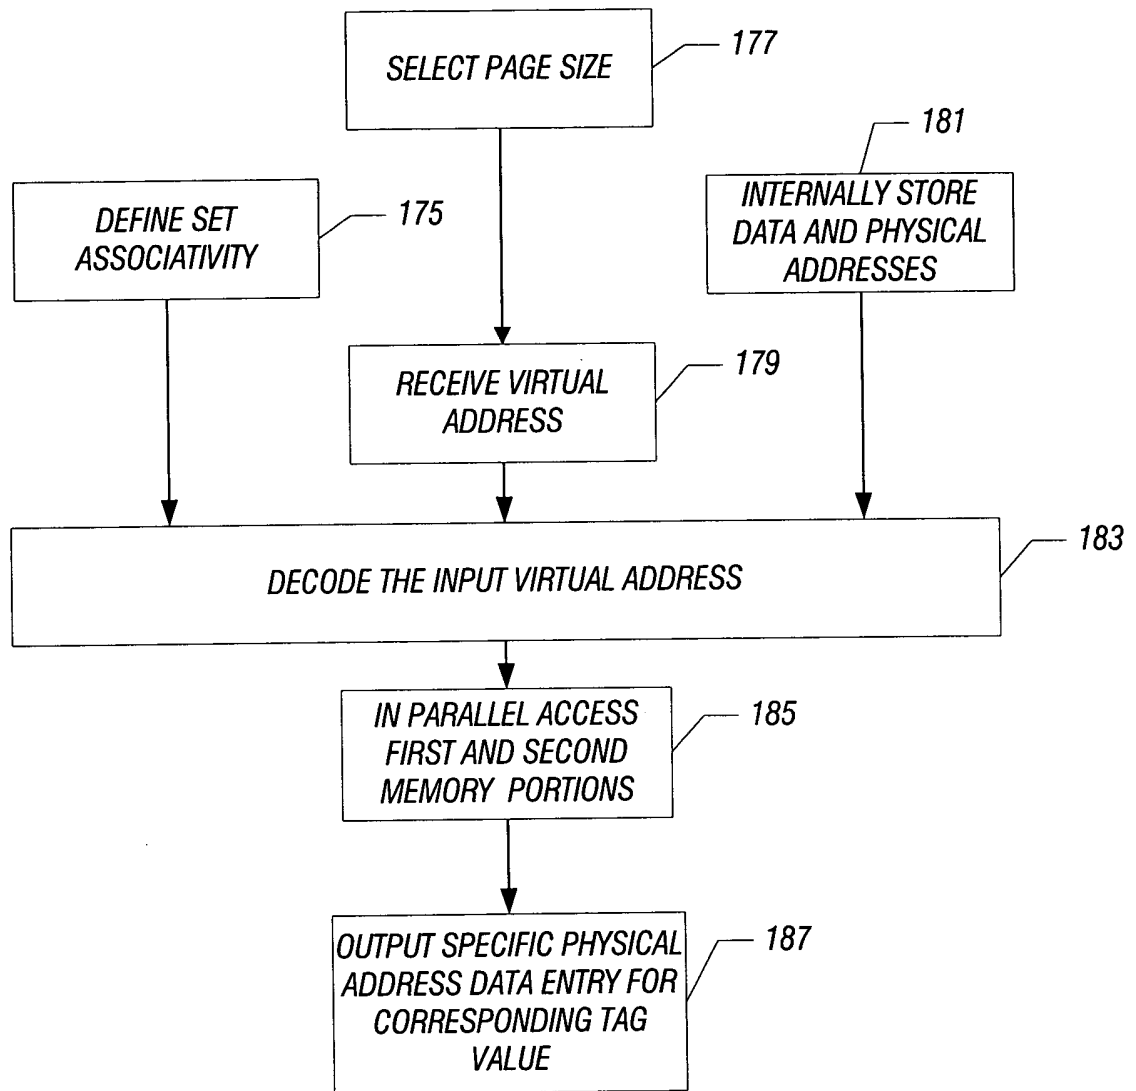 177
SELECT PAGE SIZE
181
DEFINE SET
ASSOCIATIVITY
175
INTERNALLY STORE
DATA AND PHYSICAL
ADDRESSES
179
RECEIVE VIRTUAL
ADDRESS
183
DECODE THE INPUT VIRTUAL ADDRESS
IN PARALLEL ACCESS
FIRST AND SECOND
MEMORY PORTIONS
185
OUTPUT SPECIFIC PHYSICAL
ADDRESS DATA ENTRY FOR
CORRESPONDING TAG
VALUE
187